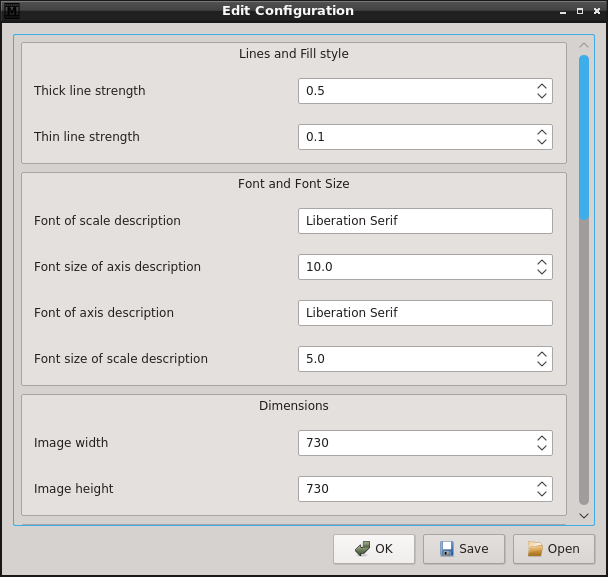 Edit Configuration
Lines and Fill style
Thick line strength 0.5
Thin line strength 0.1
Font and Font Size
Font of scale description Liberation Serif
Font size of axis description 10.0
Font of axis description Liberation Serif
Font size of scale description 5.0
Dimensions
Image width 730
Image height 730
OK Save Open